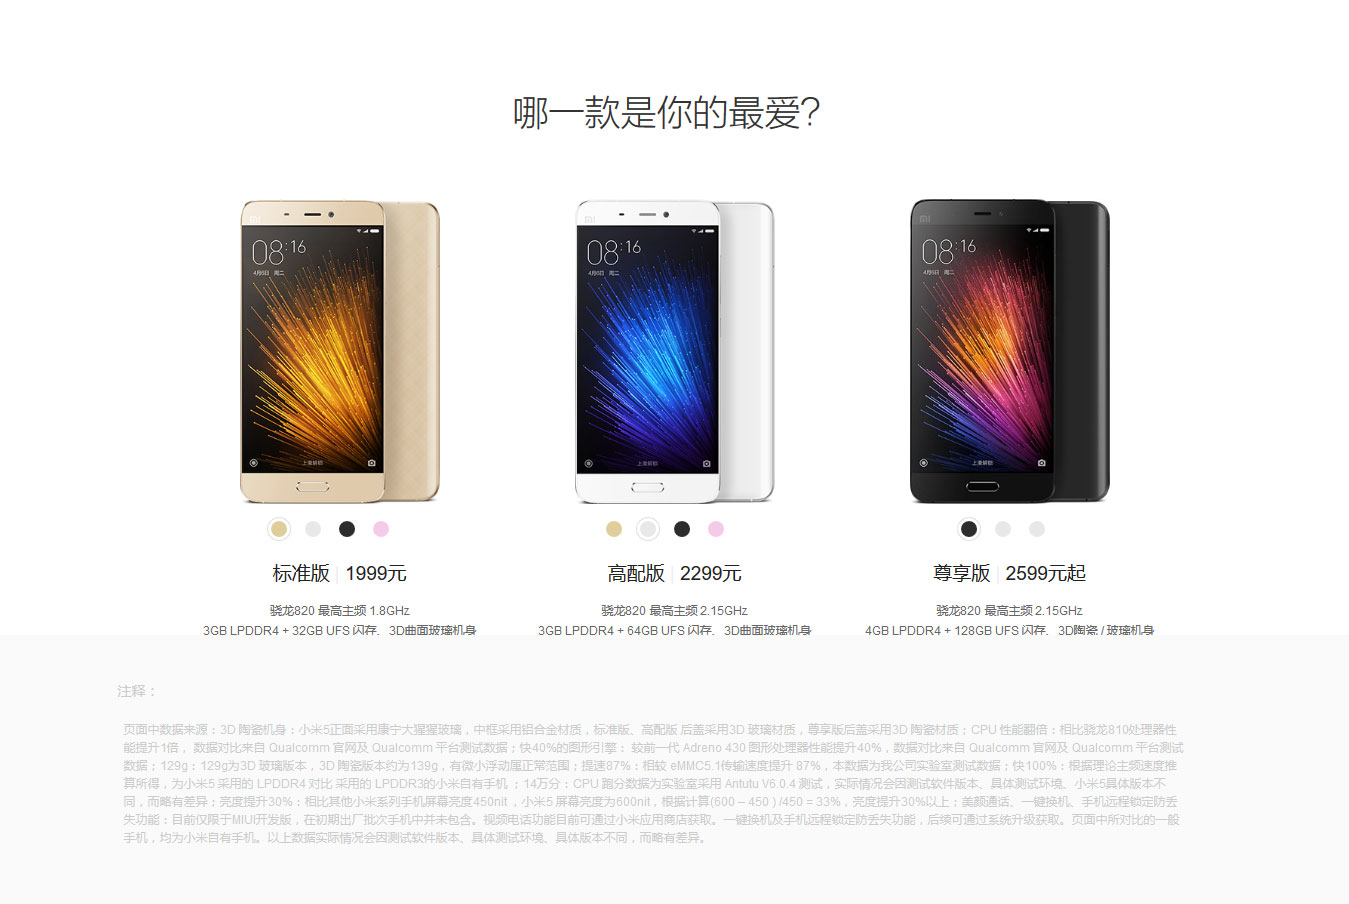 哪一款是你的最爱?
mi
08:16
4月6日 周二
上滑解锁
mi
08:16
4月6日 周二
上滑解锁
mi
08:16
4月6日 周二
上滑解锁
标准版 | 1999元
骁龙820 最高主频 1.8GHz
3GB LPDDR4 + 32GB UFS 闪存、3D曲面玻璃机身
高配版 | 2299元
骁龙820 最高主频 2.15GHz
3GB LPDDR4 + 64GB UFS 闪存、3D曲面玻璃机身
尊享版 | 2599元起
骁龙820 最高主频 2.15GHz
4GB LPDDR4 + 128GB UFS 闪存、3D陶瓷 / 玻璃机身
注释：
页面中数据来源：3D 陶瓷机身：小米5正面采用康宁大猩猩玻璃，中框采用铝合金材质，标准版、高配版 后盖采用3D 玻璃材质，尊享版后盖采用3D 陶瓷材质；CPU 性能翻倍：相比骁龙810处理器性
能提升1倍， 数据对比来自 Qualcomm 官网及 Qualcomm 平台测试数据；快40%的图形引擎： 较前一代 Adreno 430 图形处理器性能提升40%，数据对比来自 Qualcomm 官网及 Qualcomm 平台测试
数据；129g：129g为3D 玻璃版本，3D 陶瓷版本约为139g，有微小浮动属正常范围；提速87%：相较 eMMC5.1传输速度提升 87%，本数据为我公司实验室测试数据；快100%：根据理论主频速度推
算所得，为小米5 采用的 LPDDR4 对比 采用的 LPDDR3的小米自有手机 ；14万分：CPU 跑分数据为实验室采用 Antutu V6.0.4 测试，实际情况会因测试软件版本、具体测试环境、小米5具体版本不
同，而略有差异；亮度提升30%：相比其他小米系列手机屏幕亮度450nit，小米5 屏幕亮度为600nit，根据计算(600 – 450 ) /450 = 33%，亮度提升30%以上；美颜通话、一键换机、手机远程锁定防丢
失功能：目前仅限于MIUI开发版，在初期出厂批次手机中并未包含。视频电话功能目前可通过小米应用商店获取。一键换机及手机远程锁定防丢失功能，后续可通过系统升级获取。页面中所对比的一般
手机，均为小米自有手机。以上数据实际情况会因测试软件版本、具体测试环境、具体版本不同，而略有差异。